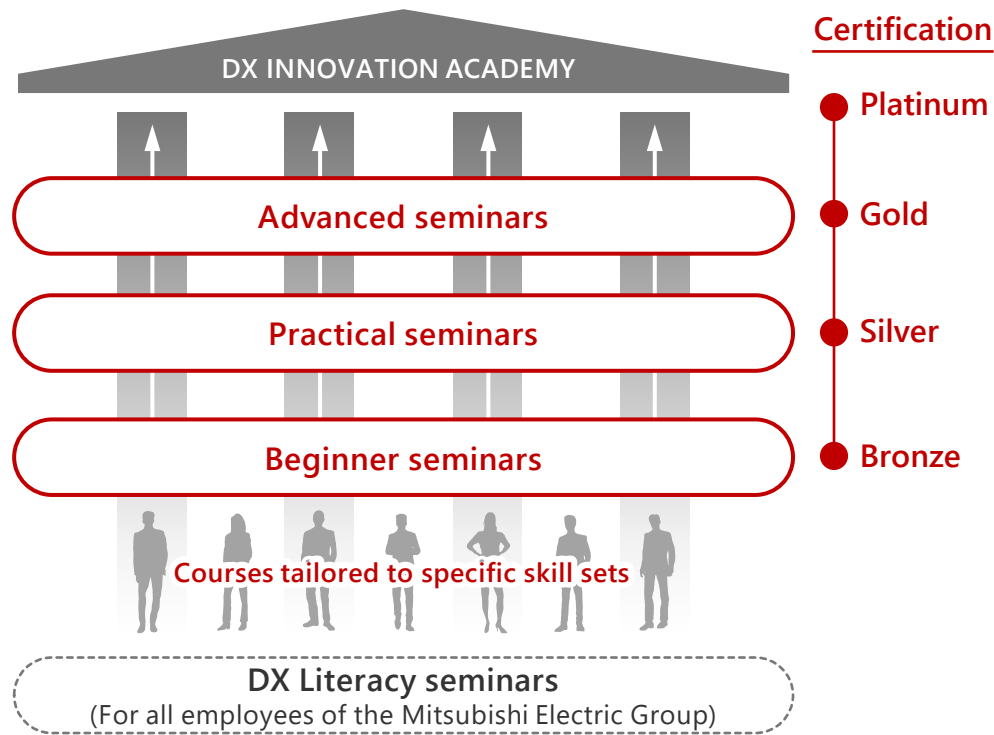 Certification
DX INNOVATION ACADEMY
Platinum
Advanced seminars
Gold
Practical seminars
Silver
Beginner seminars
Bronze
Courses tailored to specific skill sets
DX Literacy seminars
(For all employees of the Mitsubishi Electric Group)